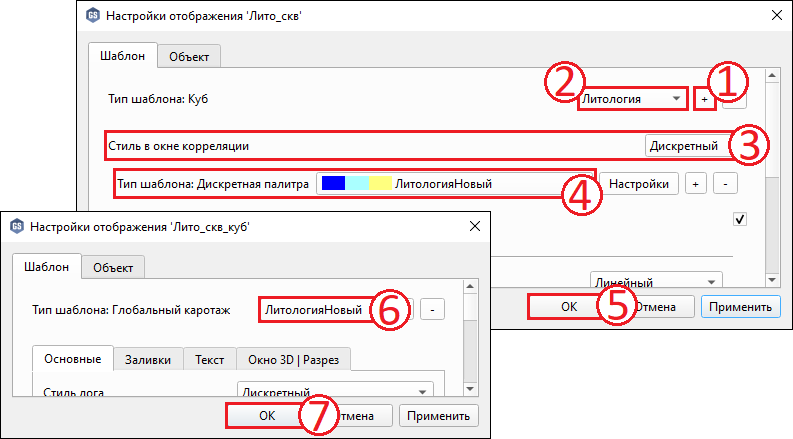 GS Настройки отображения 'Лито_скв'
Шаблон Объект
Тип шаблона: Куб
2 Литология + 1
Стиль в окне корреляции Дискретный 3
Тип шаблона: Дискретная палитра ЛитологияНовый 4 Настройки + -
Линейный
OK 5 Отмена Применить
GS Настройки отображения 'Лито_скв_куб'
Шаблон Объект
Тип шаблона: Глобальный каротаж ЛитологияНовый 6 -
Основные Заливки Текст Окно 3D | Разрез
Стиль лога Дискретный
OK 7 Отмена Применить